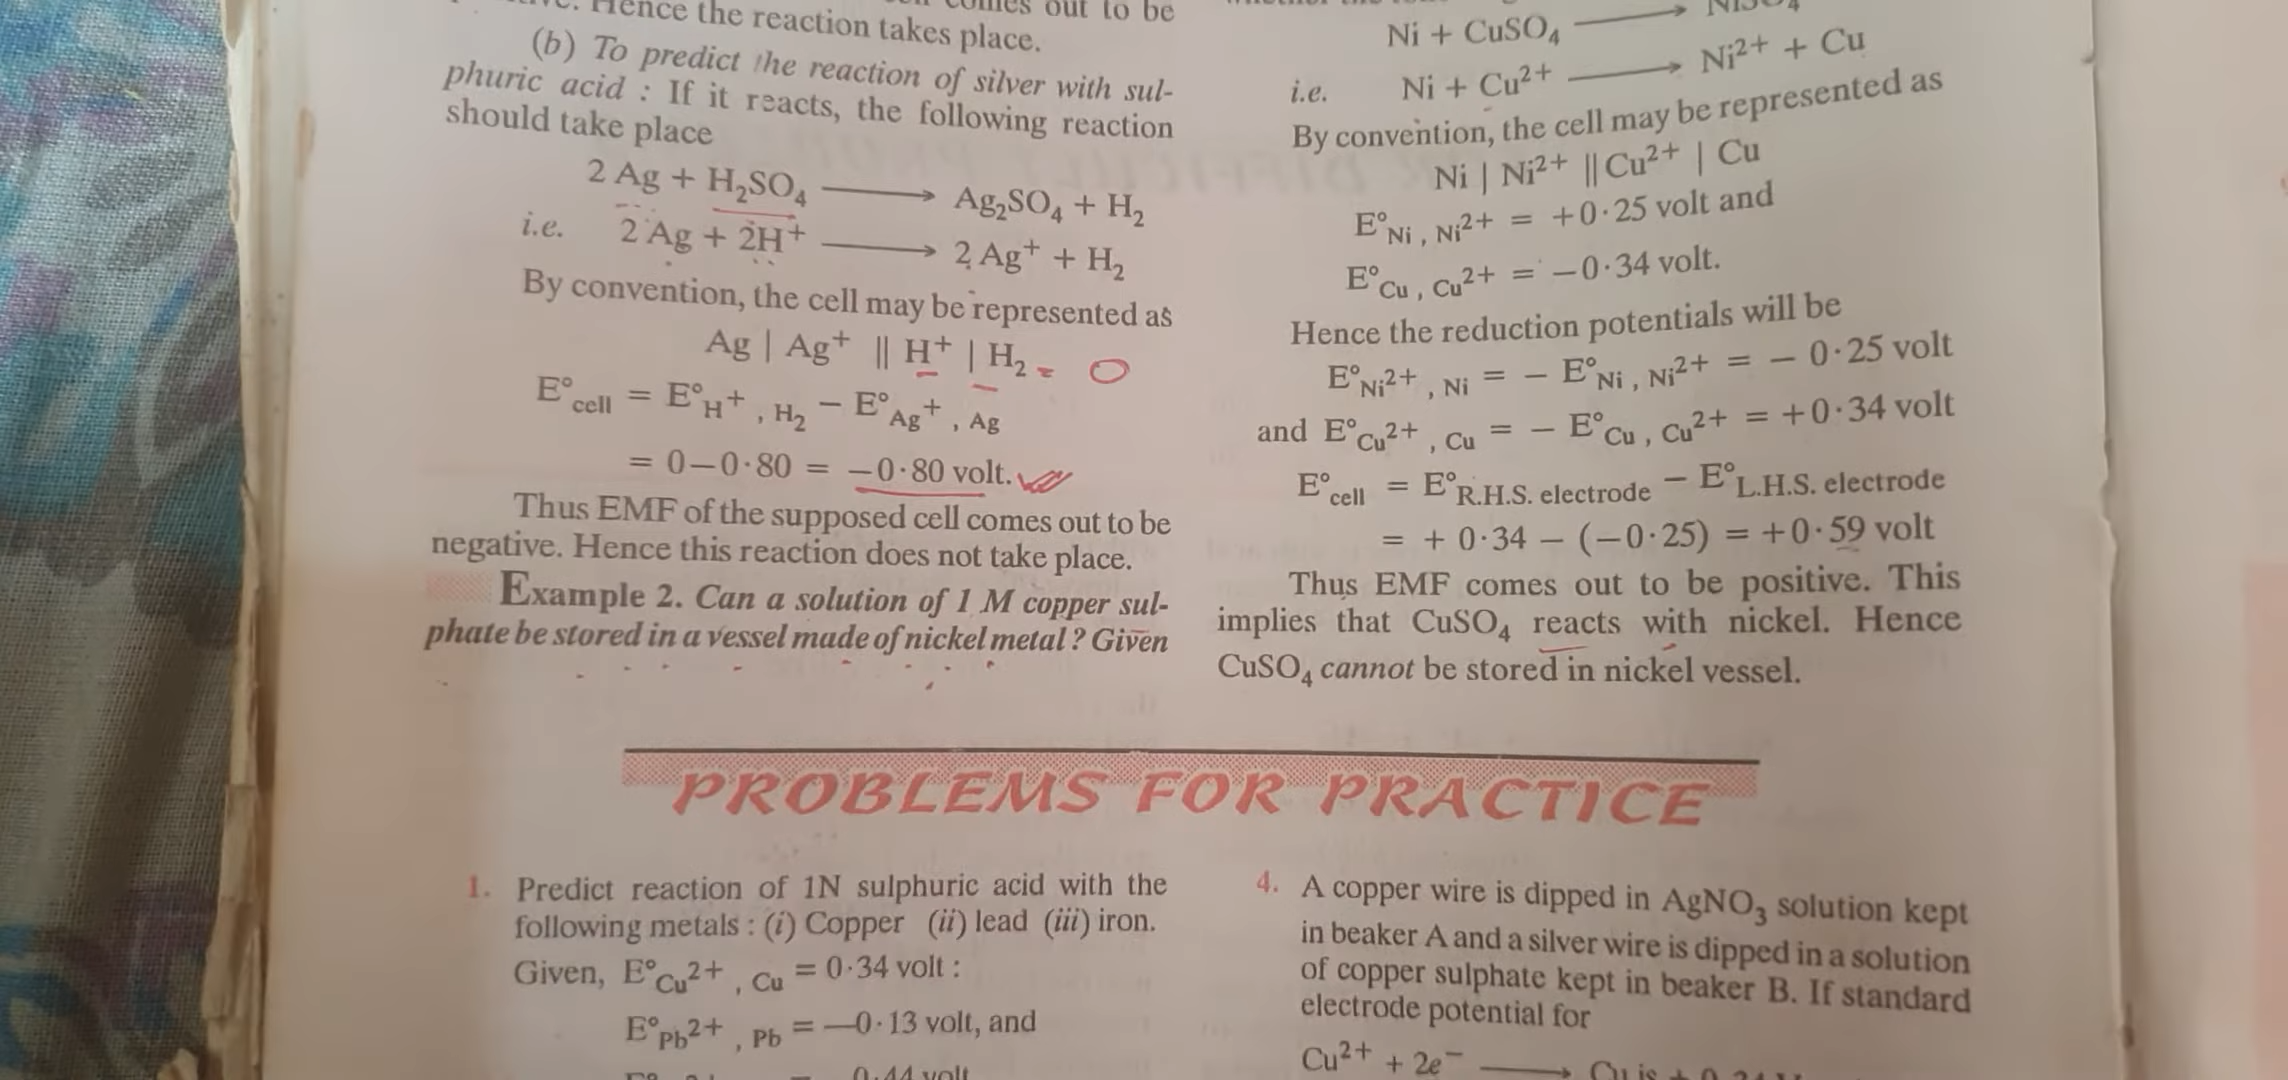 Hence the reaction takes place.
(b) To predict the reaction of silver with sul-
phuric acid : If it reacts, the following reaction
should take place
2 Ag + H₂SO₄ ⟶ Ag₂SO₄ + H₂
i.e. 2 Ag + 2H⁺ ⟶ 2 Ag⁺ + H₂
By convention, the cell may be represented as
Ag | Ag⁺ || H⁺ | H₂ = 0
E°cell = E°H⁺ , H₂ − E°Ag⁺ , Ag
= 0−0·80 = −0·80 volt.
Thus EMF of the supposed cell comes out to be
negative. Hence this reaction does not take place.
Example 2. Can a solution of 1 M copper sul-
phate be stored in a vessel made of nickel metal ? Given
Ni + CuSO₄ ⟶ NiSO₄
i.e. Ni + Cu²⁺ ⟶ Ni²⁺ + Cu
By convention, the cell may be represented as
Ni | Ni²⁺ || Cu²⁺ | Cu
E°Ni , Ni²⁺ = +0·25 volt and
E°Cu , Cu²⁺ = −0·34 volt.
Hence the reduction potentials will be
E°Ni²⁺ , Ni = − E°Ni , Ni²⁺ = − 0·25 volt
and E°Cu²⁺ , Cu = − E°Cu , Cu²⁺ = +0·34 volt
E°cell = E°R.H.S. electrode − E°L.H.S. electrode
= + 0·34 − (−0·25) = +0·59 volt
Thus EMF comes out to be positive. This
implies that CuSO₄ reacts with nickel. Hence
CuSO₄ cannot be stored in nickel vessel.
PROBLEMS FOR PRACTICE
1. Predict reaction of 1N sulphuric acid with the
following metals : (i) Copper (ii) lead (iii) iron.
Given, E°Cu²⁺ , Cu = 0·34 volt :
E°Pb²⁺ , Pb = —0·13 volt, and
0·44 volt
4. A copper wire is dipped in AgNO₃ solution kept
in beaker A and a silver wire is dipped in a solution
of copper sulphate kept in beaker B. If standard
electrode potential for
Cu²⁺ + 2e⁻ ⟶ Cu is + 0·34 V